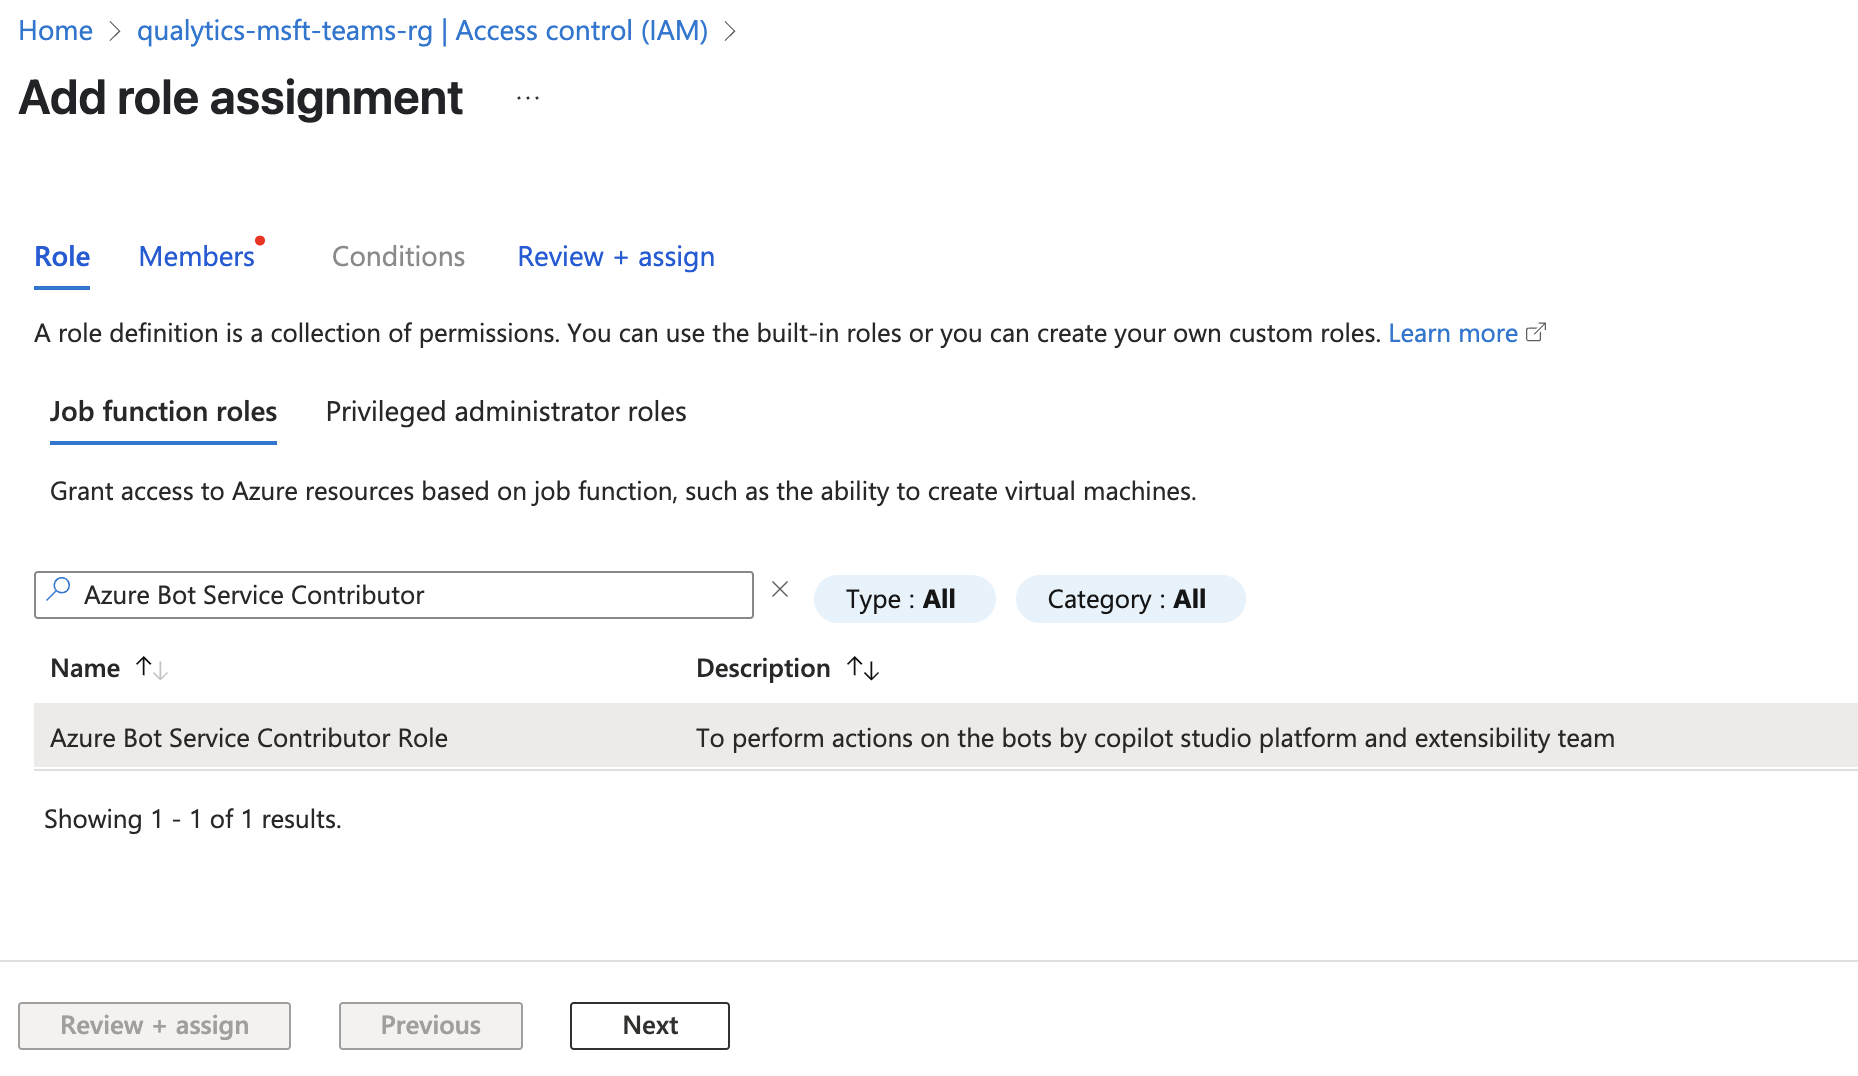 Home > qualytics-msft-teams-rg | Access control (IAM) >
Add role assignment ...
Role Members Conditions Review + assign
A role definition is a collection of permissions. You can use the built-in roles or you can create your own custom roles. Learn more
Job function roles Privileged administrator roles
Grant access to Azure resources based on job function, such as the ability to create virtual machines.
Azure Bot Service Contributor Type : All Category : All
Name ↑↓ Description ↑↓
Azure Bot Service Contributor Role To perform actions on the bots by copilot studio platform and extensibility team
Showing 1 - 1 of 1 results.
Review + assign Previous Next